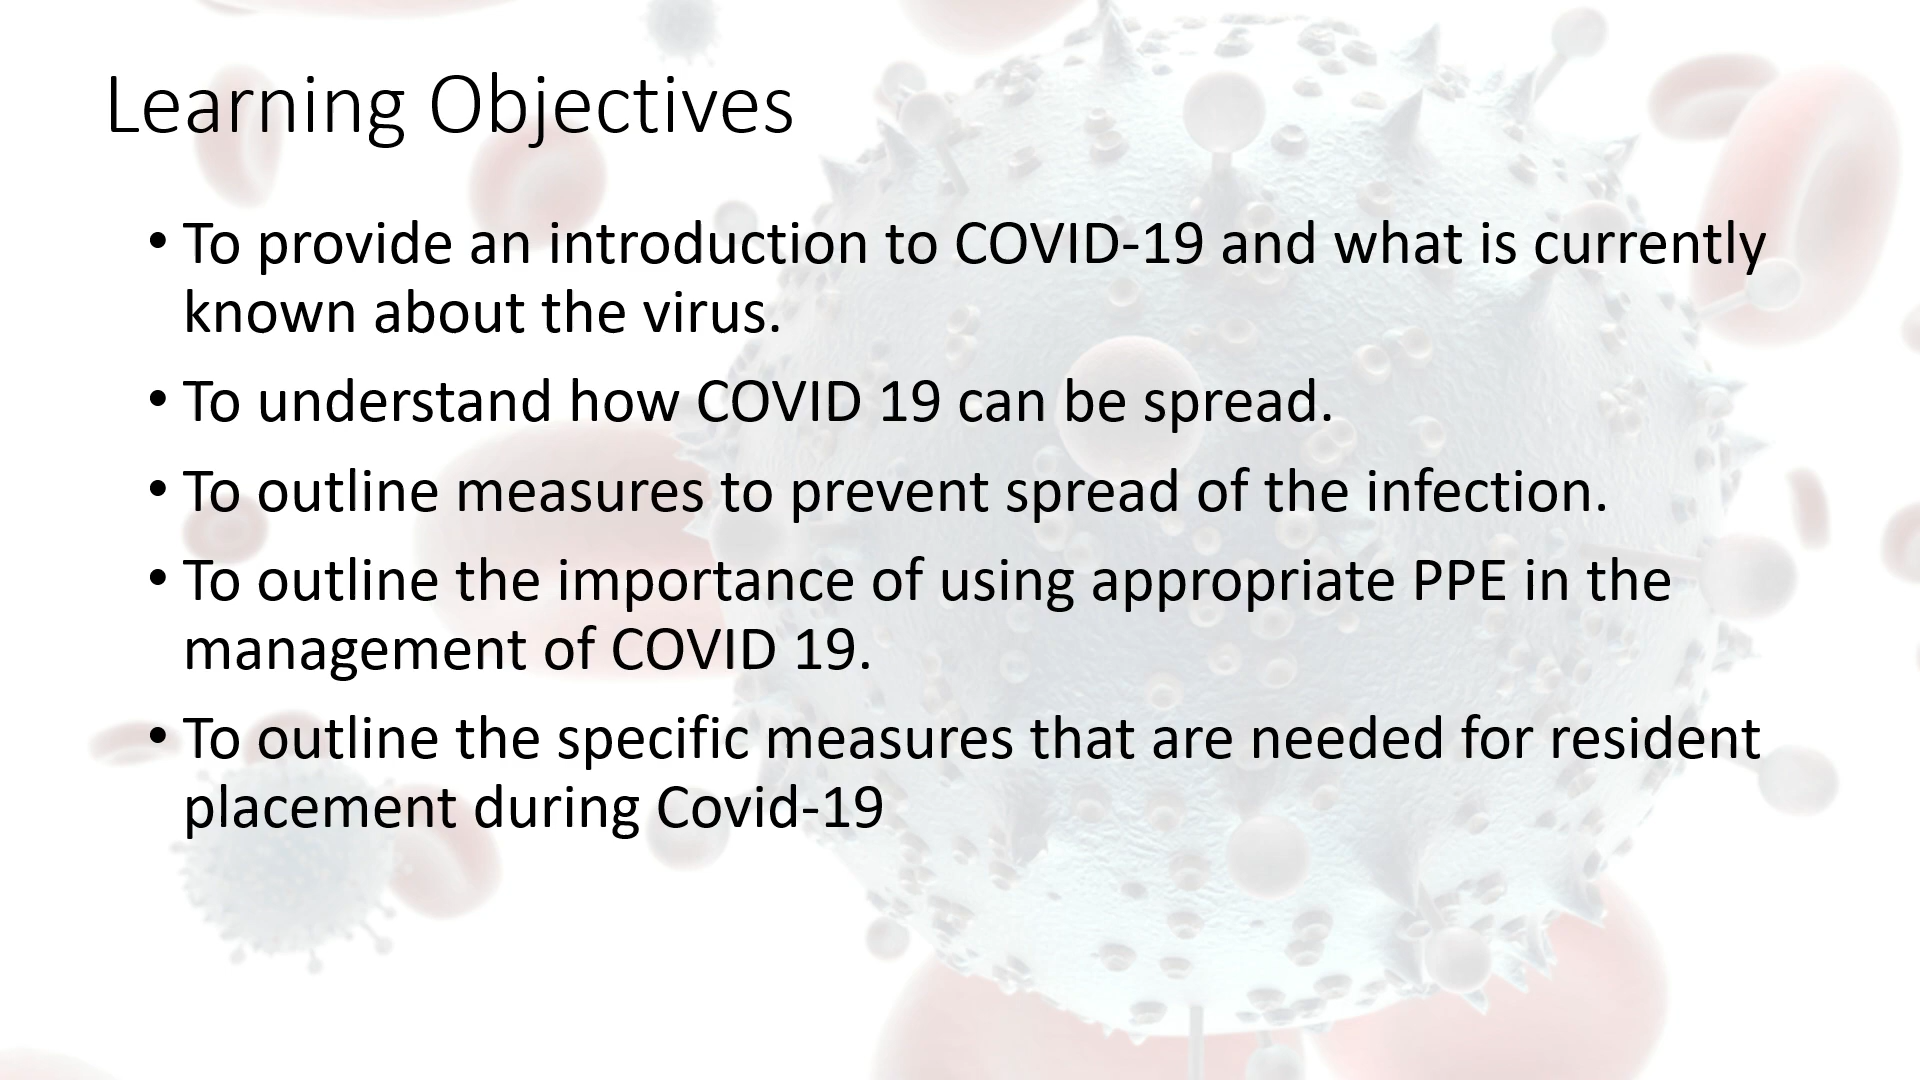 Learning Objectives
• To provide an introduction to COVID-19 and what is currently
known about the virus.
• To understand how COVID 19 can be spread.
• To outline measures to prevent spread of the infection.
• To outline the importance of using appropriate PPE in the
management of COVID 19.
• To outline the specific measures that are needed for resident
placement during Covid-19